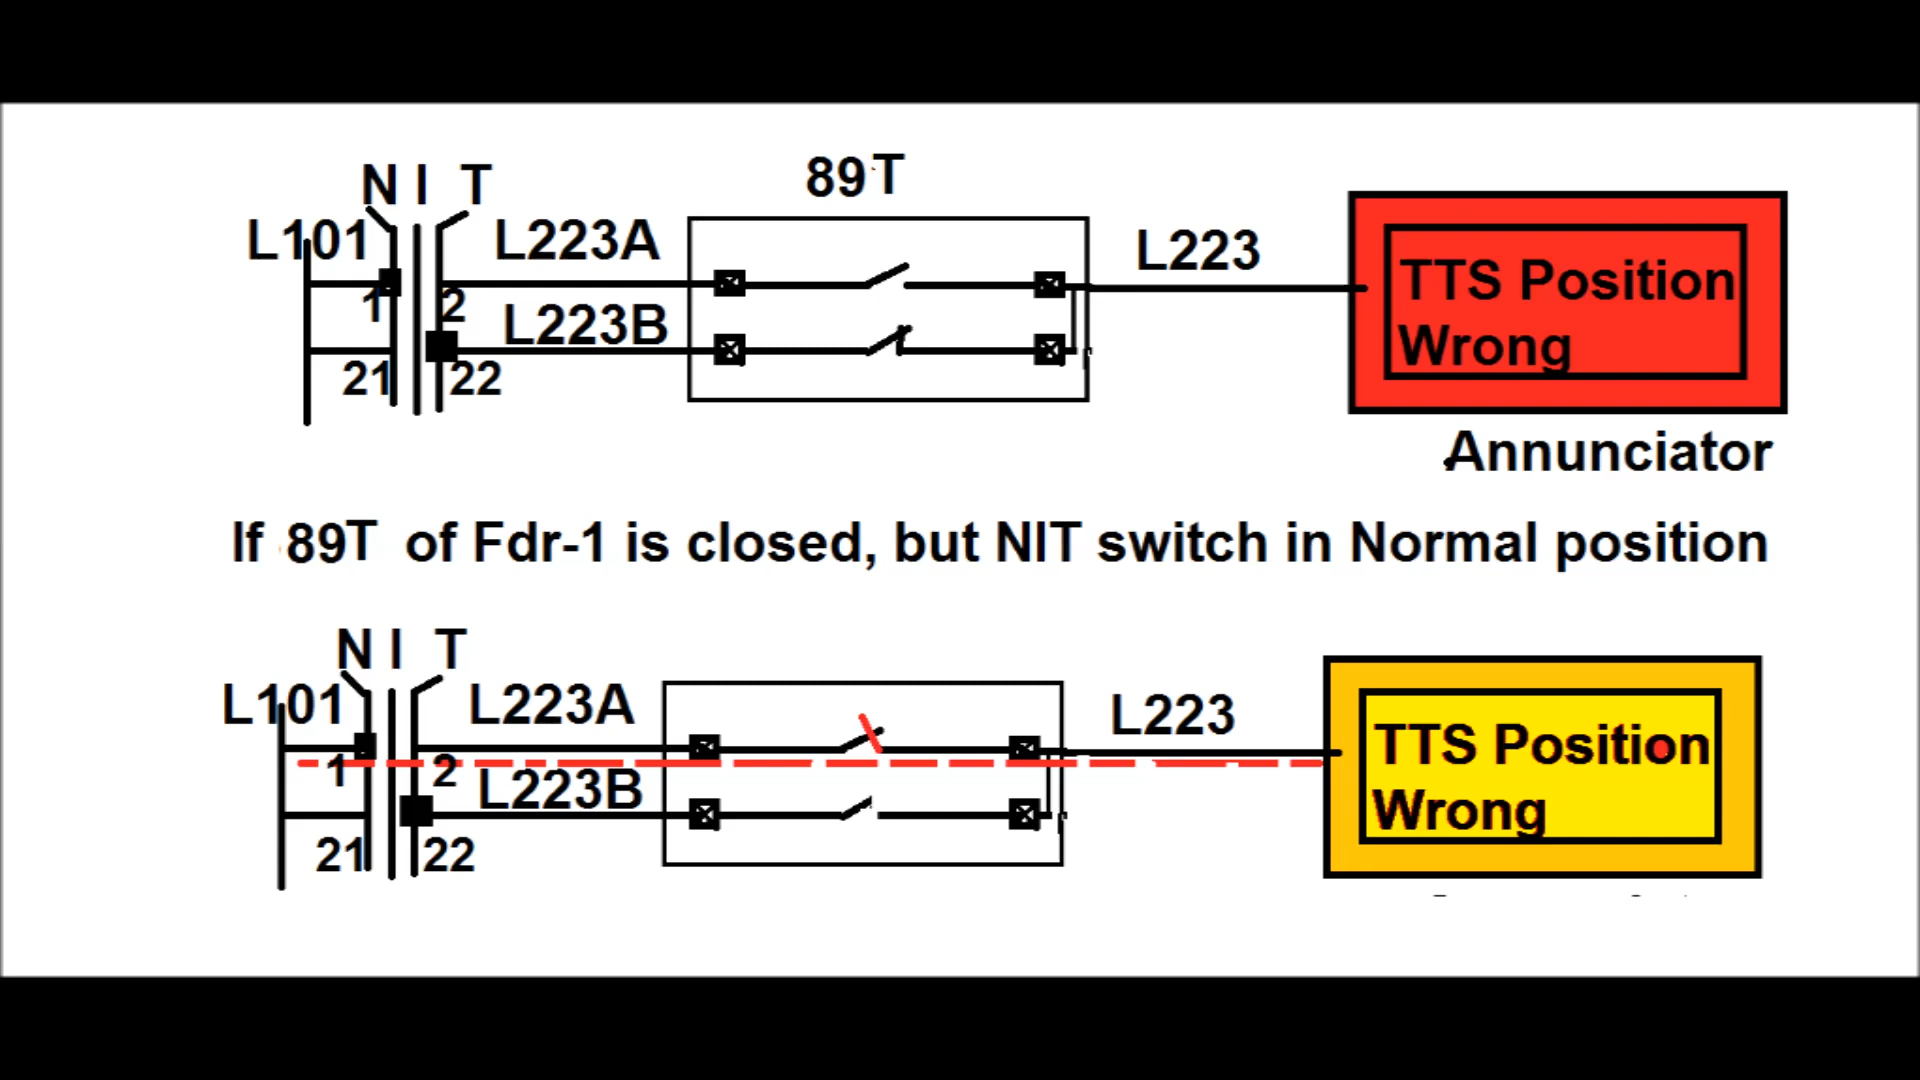 89T
N I T
L101 L223A L223
1 2
L223B
21 22
TTS Position
Wrong
Annunciator
If 89T of Fdr-1 is closed, but NIT switch in Normal position
N I T
L101 L223A L223
1 2
L223B
21 22
TTS Position
Wrong